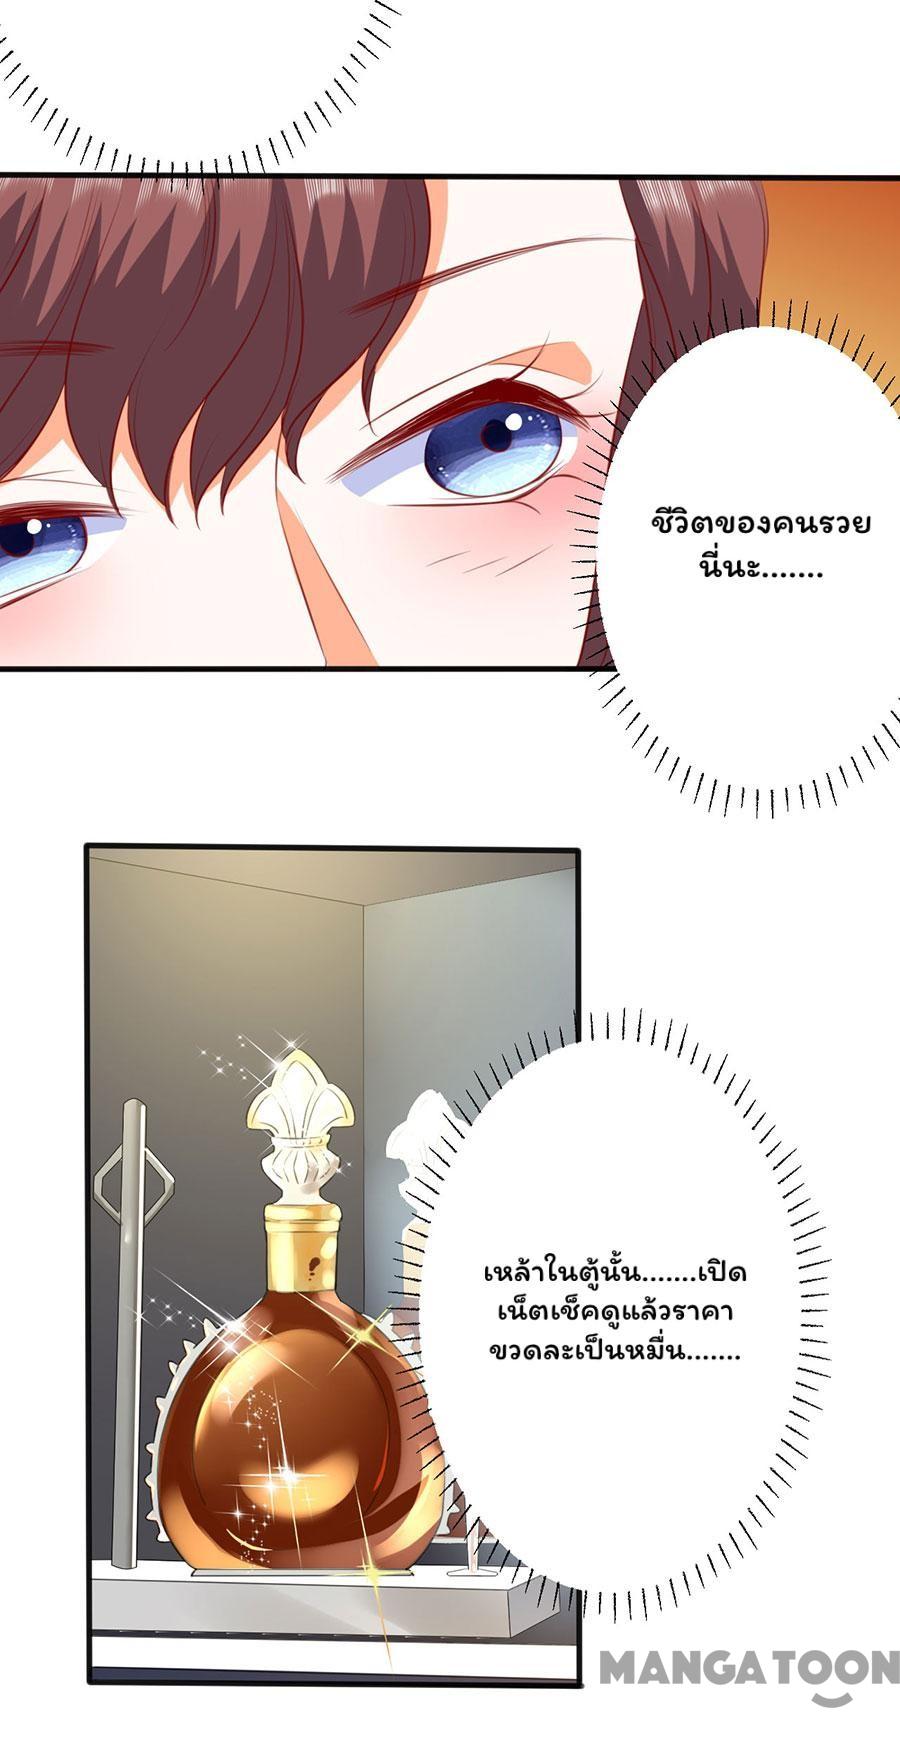 ชีวิตของคนรวย
นี่นะ.......
เหล้าในตู้นั้น.......เปิด
เน็ตเช็คดูแล้วราคา
ขวดละเป็นหมื่น.......
MANGATOON